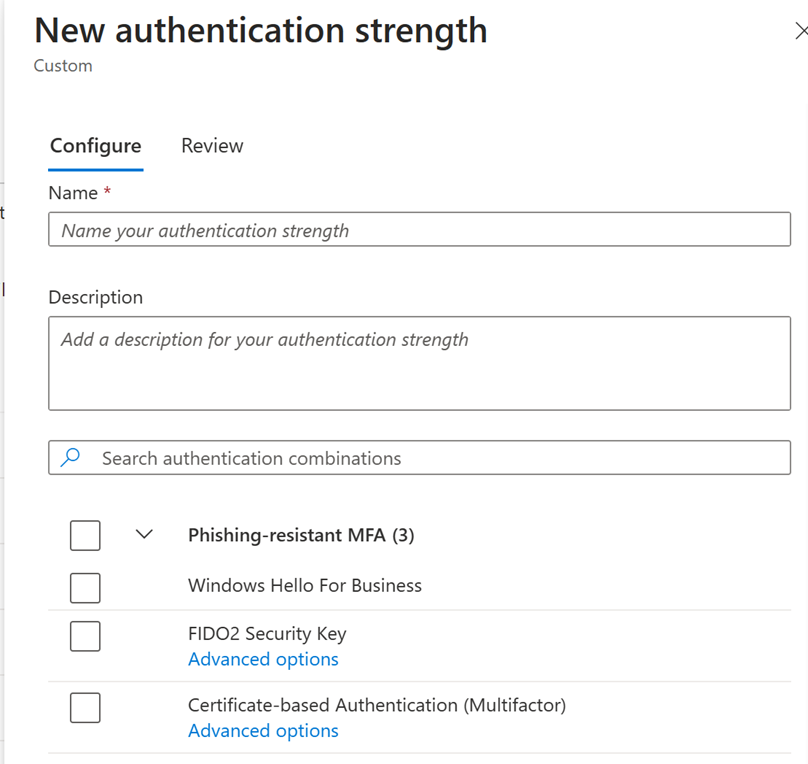 New authentication strength
Custom
Configure Review
Name *
Name your authentication strength
Description
Add a description for your authentication strength
Search authentication combinations
Phishing-resistant MFA (3)
Windows Hello For Business
FIDO2 Security Key
Advanced options
Certificate-based Authentication (Multifactor)
Advanced options